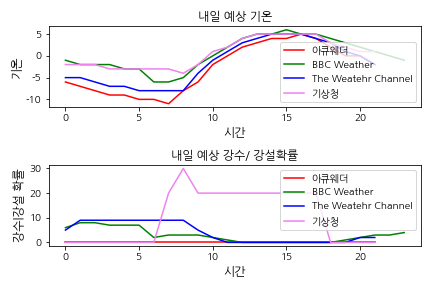 내일 예상 기온
기온
5
0
-5
-10
아큐웨더
BBC Weather
The Weatehr Channel
기상청
0
5
10
15
20
시간
내일 예상 강수/ 강설확률
강수|강설 확률
30
20
10
0
아큐웨더
BBC Weather
The Weatehr Channel
기상청
0
5
10
15
20
시간